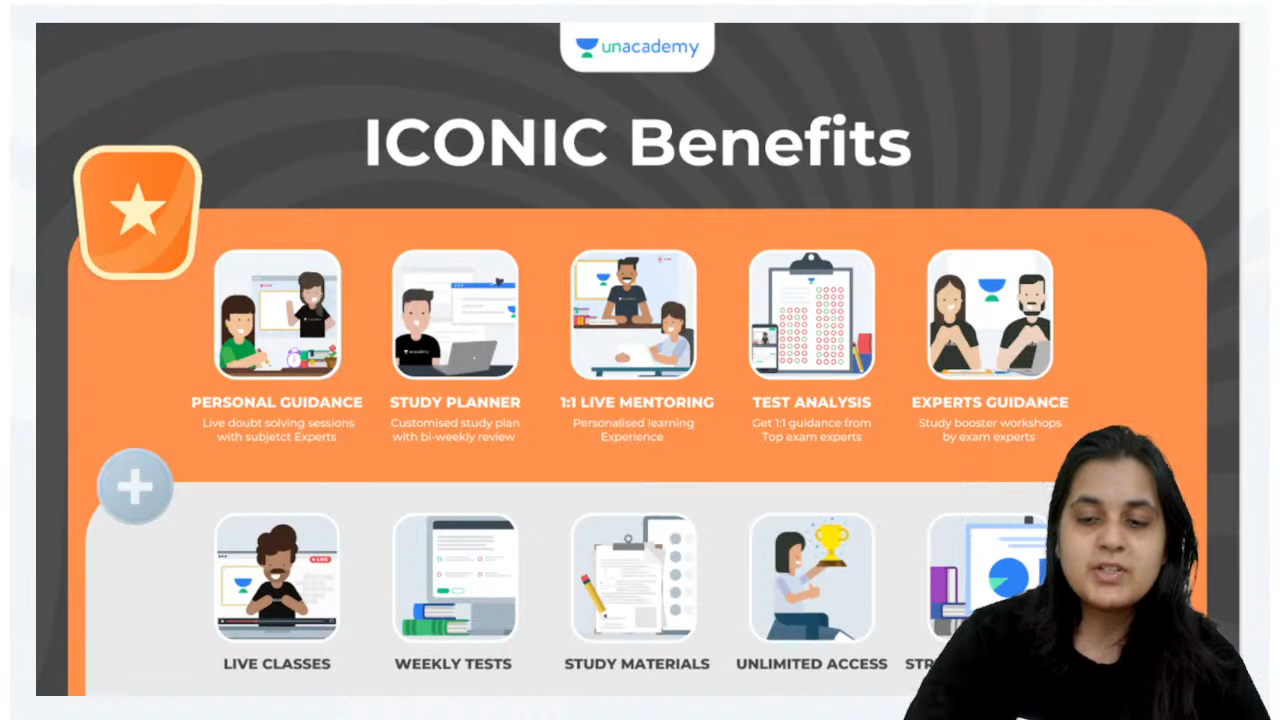 unacademy
ICONIC Benefits
PERSONAL GUIDANCE
Live doubt solving sessions
with subjetct Experts
STUDY PLANNER
Customised study plan
with bi-weekly review
1:1 LIVE MENTORING
Personalised learning
Experience
TEST ANALYSIS
Get 1:1 guidance from
Top exam experts
EXPERTS GUIDANCE
Study booster workshops
by exam experts
LIVE
LIVE CLASSES
WEEKLY TESTS
STUDY MATERIALS
UNLIMITED ACCESS